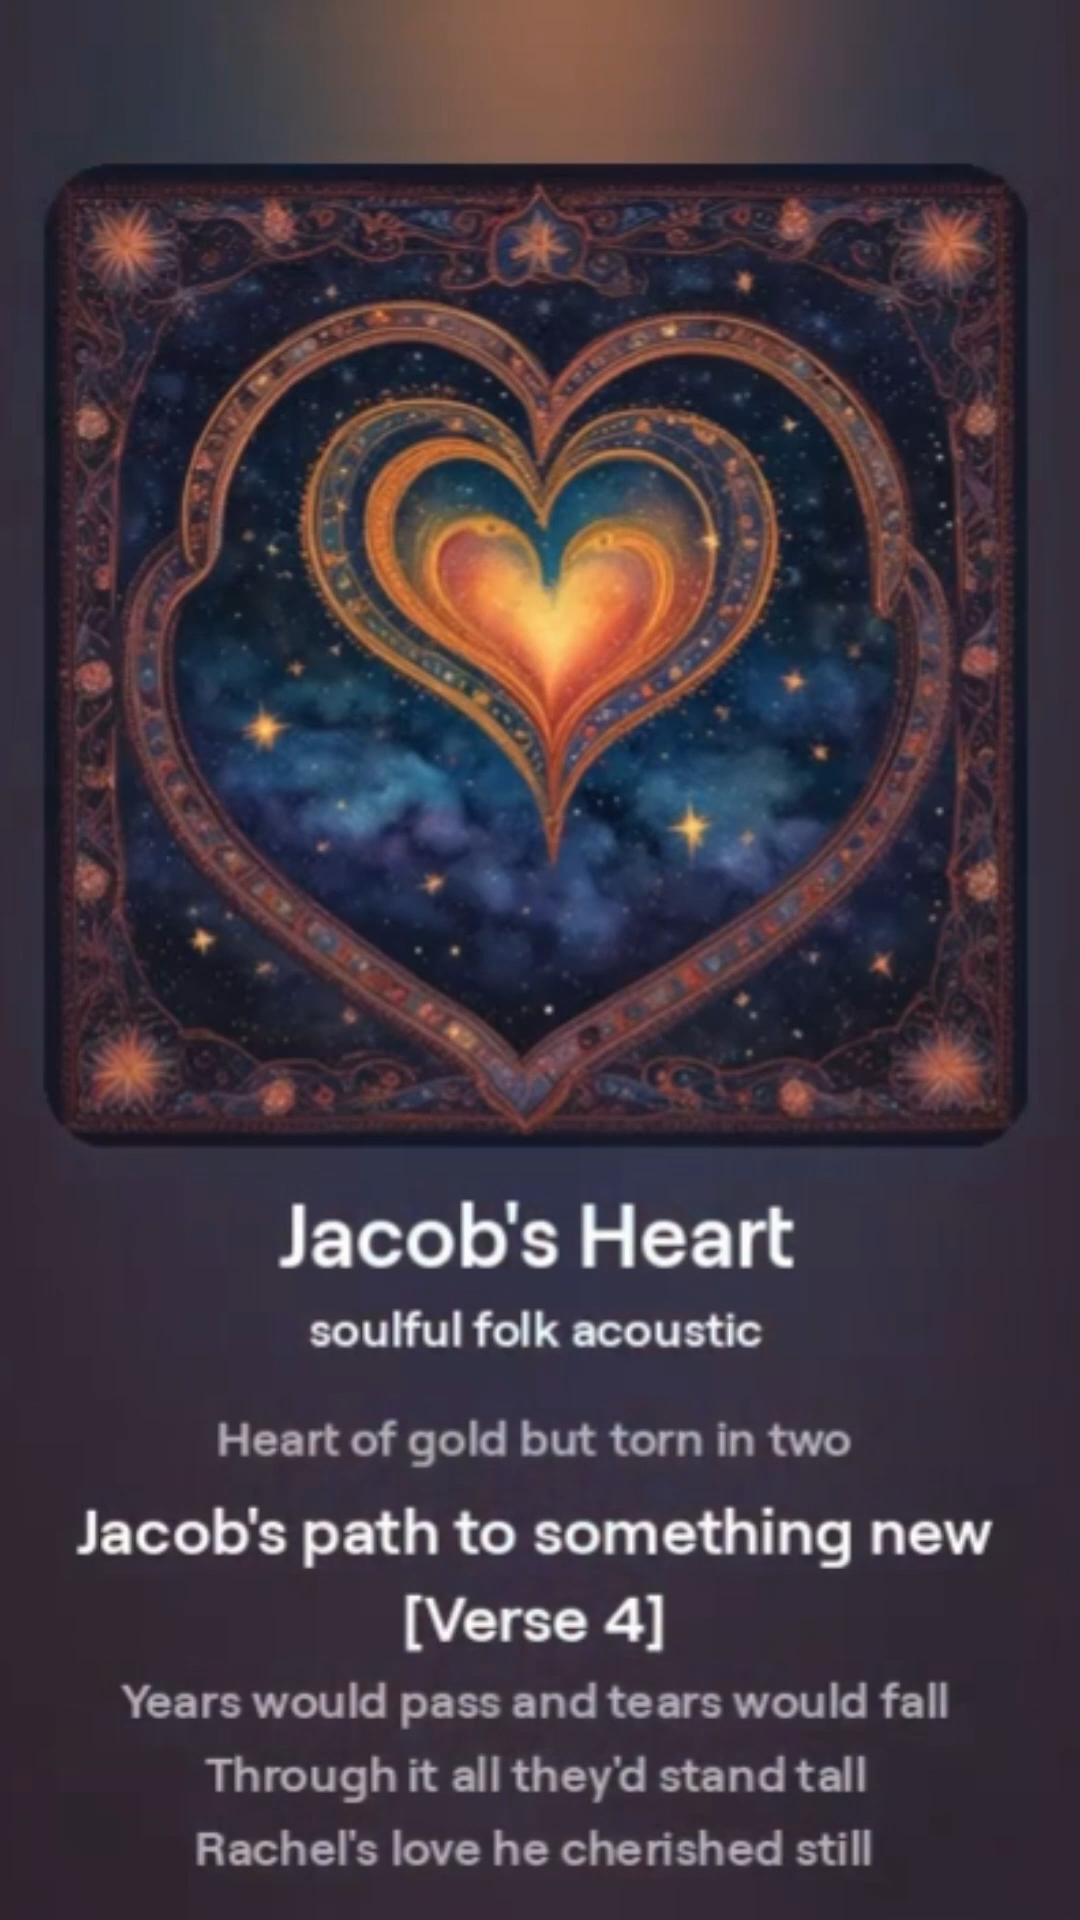 Jacob's Heart
soulful folk acoustic
Heart of gold but torn in two
Jacob's path to something new
[Verse 4]
Years would pass and tears would fall
Through it all they'd stand tall
Rachel's love he cherished still